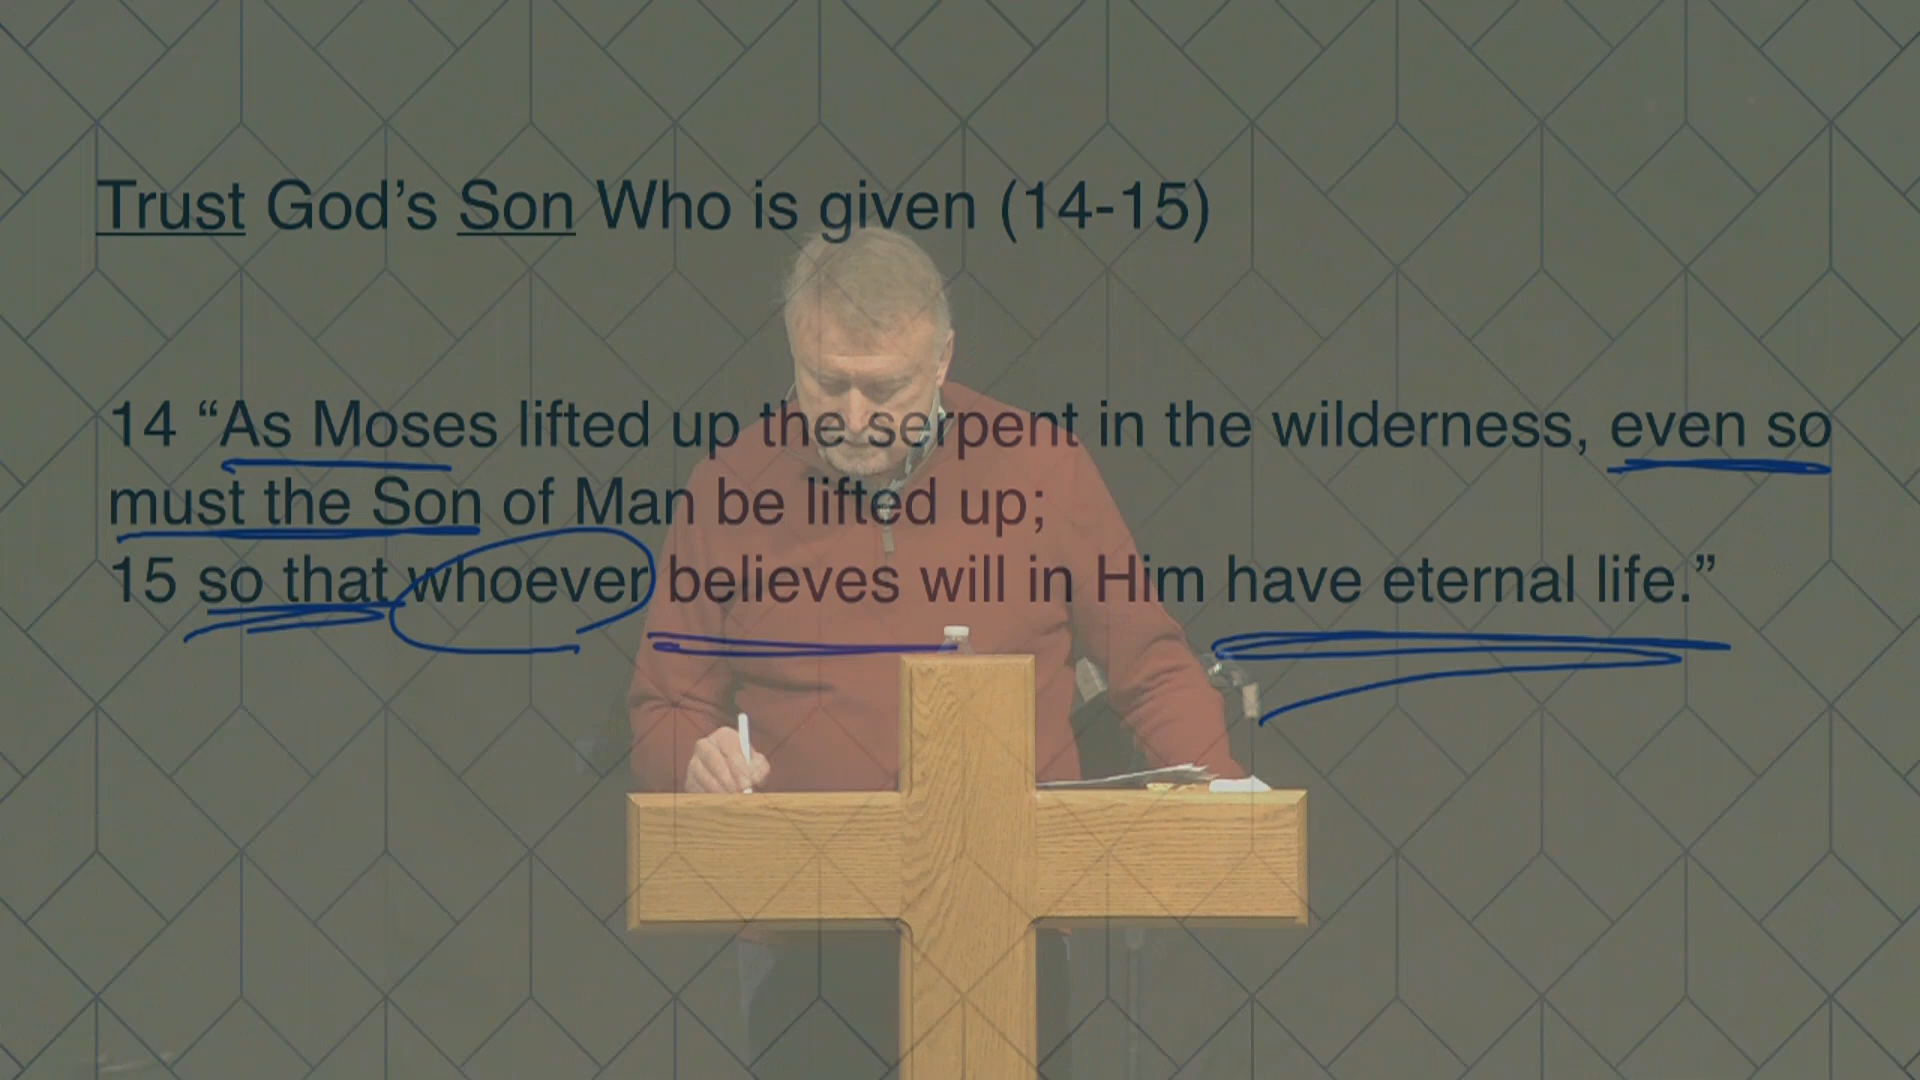 Trust God’s Son Who is given (14-15)
14 “As Moses lifted up the serpent in the wilderness, even so
must the Son of Man be lifted up;
15 so that whoever believes will in Him have eternal life.”